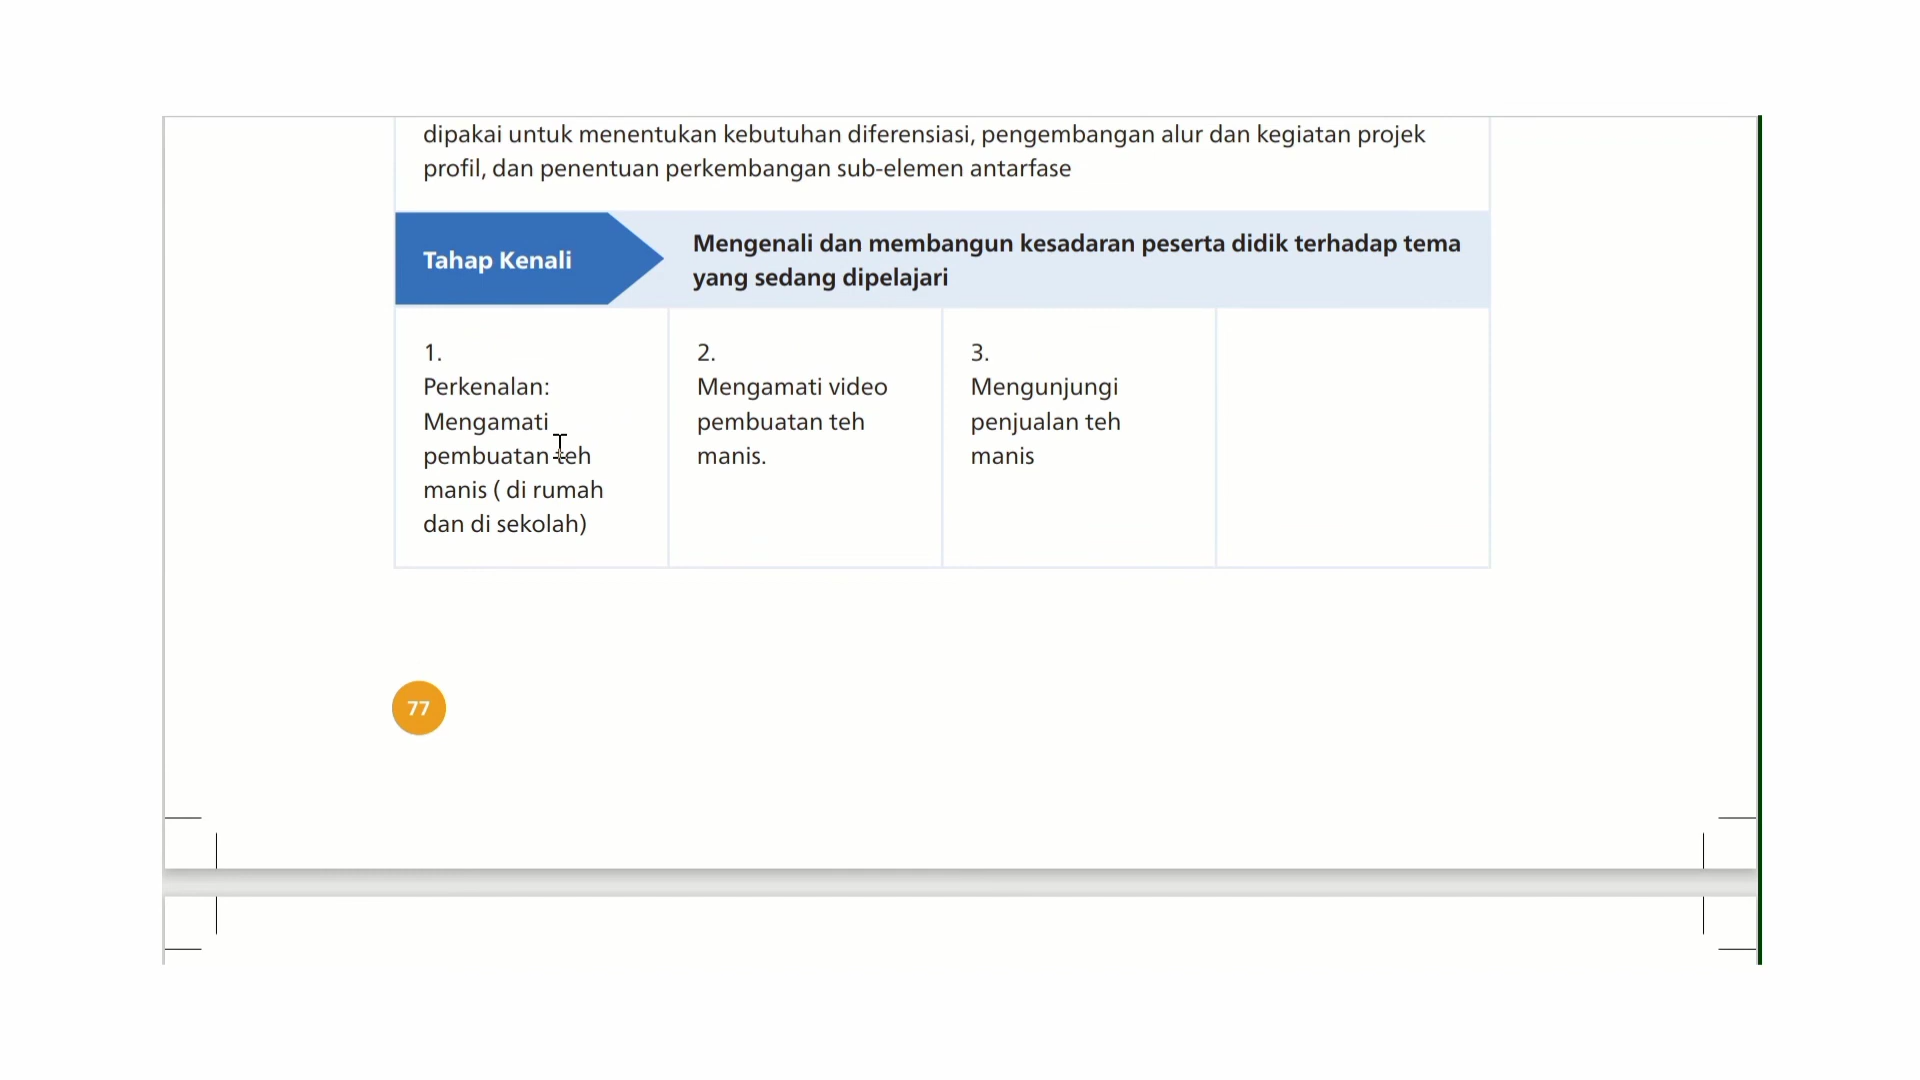 dipakai untuk menentukan kebutuhan diferensiasi, pengembangan alur dan kegiatan projek
profil, dan penentuan perkembangan sub-elemen antarfase
Tahap Kenali
Mengenali dan membangun kesadaran peserta didik terhadap tema
yang sedang dipelajari
1.
Perkenalan:
Mengamati
pembuatan teh
manis ( di rumah
dan di sekolah)
2.
Mengamati video
pembuatan teh
manis.
3.
Mengunjungi
penjualan teh
manis
77